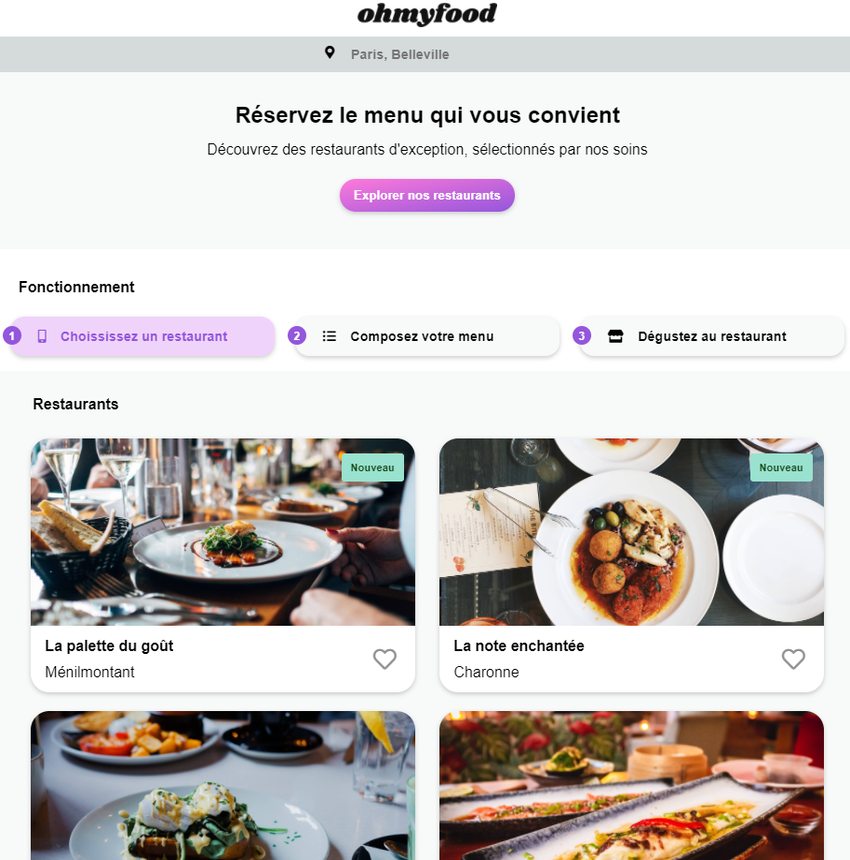 ohmyfood
Paris, Belleville
Réservez le menu qui vous convient
Découvrez des restaurants d'exception, sélectionnés par nos soins
Explorer nos restaurants
Fonctionnement
1 Choississez un restaurant
2 Composez votre menu
3 Dégustez au restaurant
Restaurants
Nouveau
La palette du goût
Ménilmontant
Nouveau
La note enchantée
Charonne